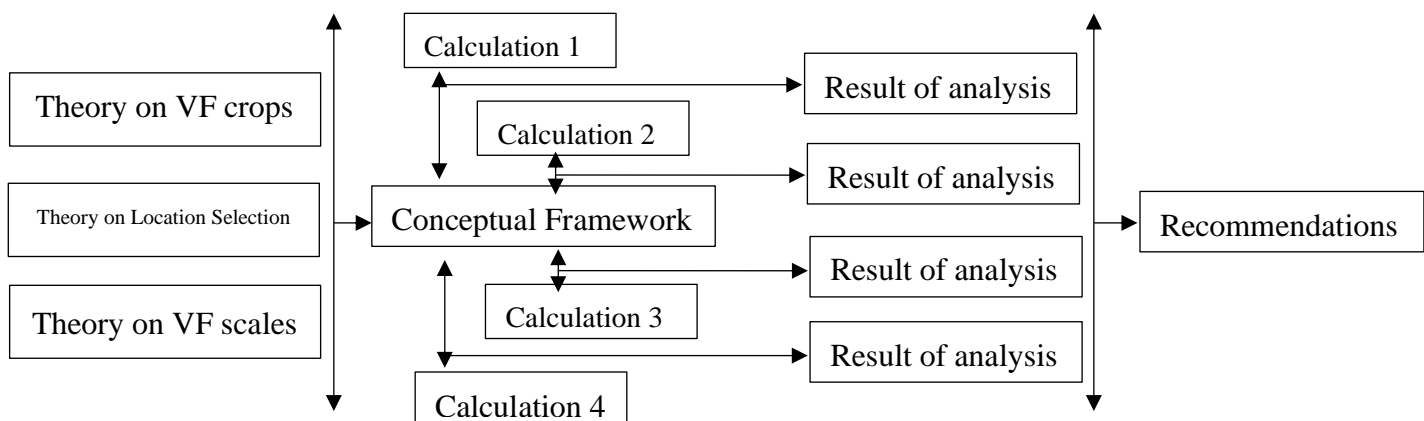 Calculation 1
Theory on VF crops
Result of analysis
Calculation 2
Result of analysis
Theory on Location Selection
Conceptual Framework
Recommendations
Result of analysis
Theory on VF scales
Calculation 3
Result of analysis
Calculation 4